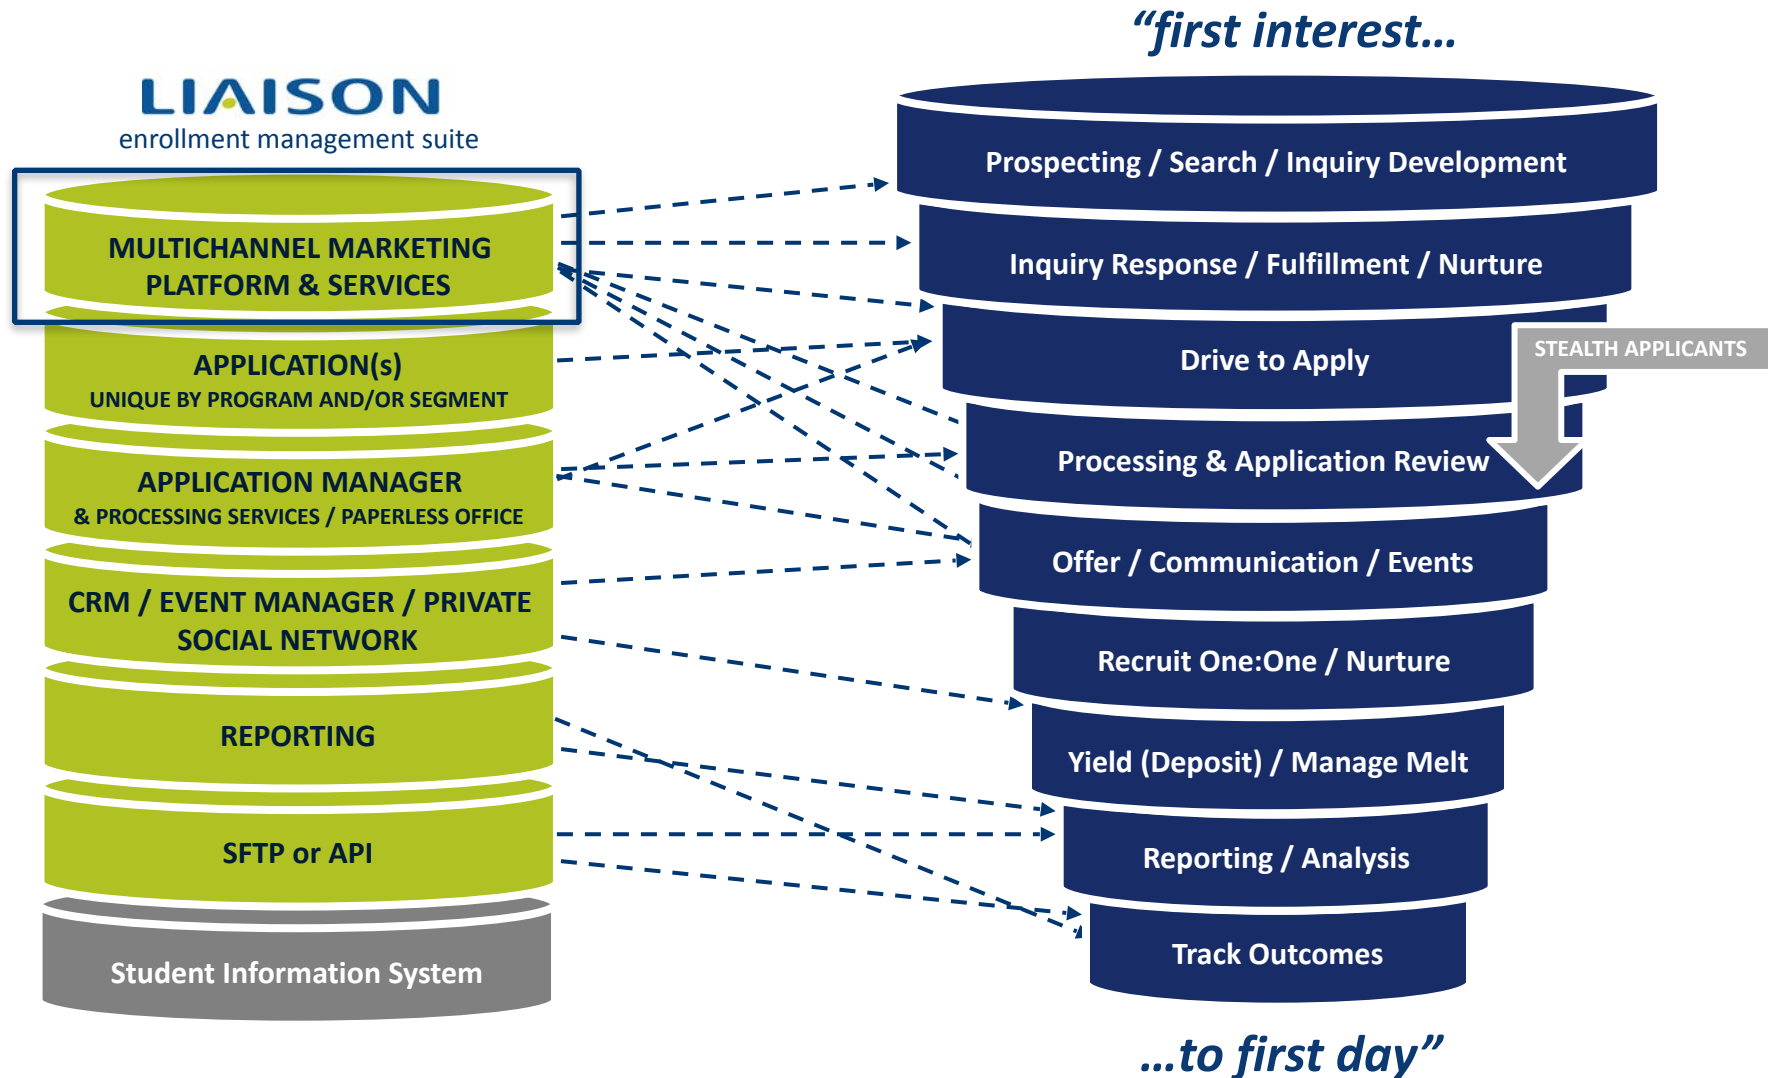 “first interest…
LIAISON
enrollment management suite
MULTICHANNEL MARKETING
PLATFORM & SERVICES
APPLICATION(s)
UNIQUE BY PROGRAM AND/OR SEGMENT
APPLICATION MANAGER
& PROCESSING SERVICES / PAPERLESS OFFICE
CRM / EVENT MANAGER / PRIVATE
SOCIAL NETWORK
REPORTING
SFTP or API
Student Information System
Prospecting / Search / Inquiry Development
Inquiry Response / Fulfillment / Nurture
Drive to Apply
STEALTH APPLICANTS
Processing & Application Review
Offer / Communication / Events
Recruit One:One / Nurture
Yield (Deposit) / Manage Melt
Reporting / Analysis
Track Outcomes
…to first day”